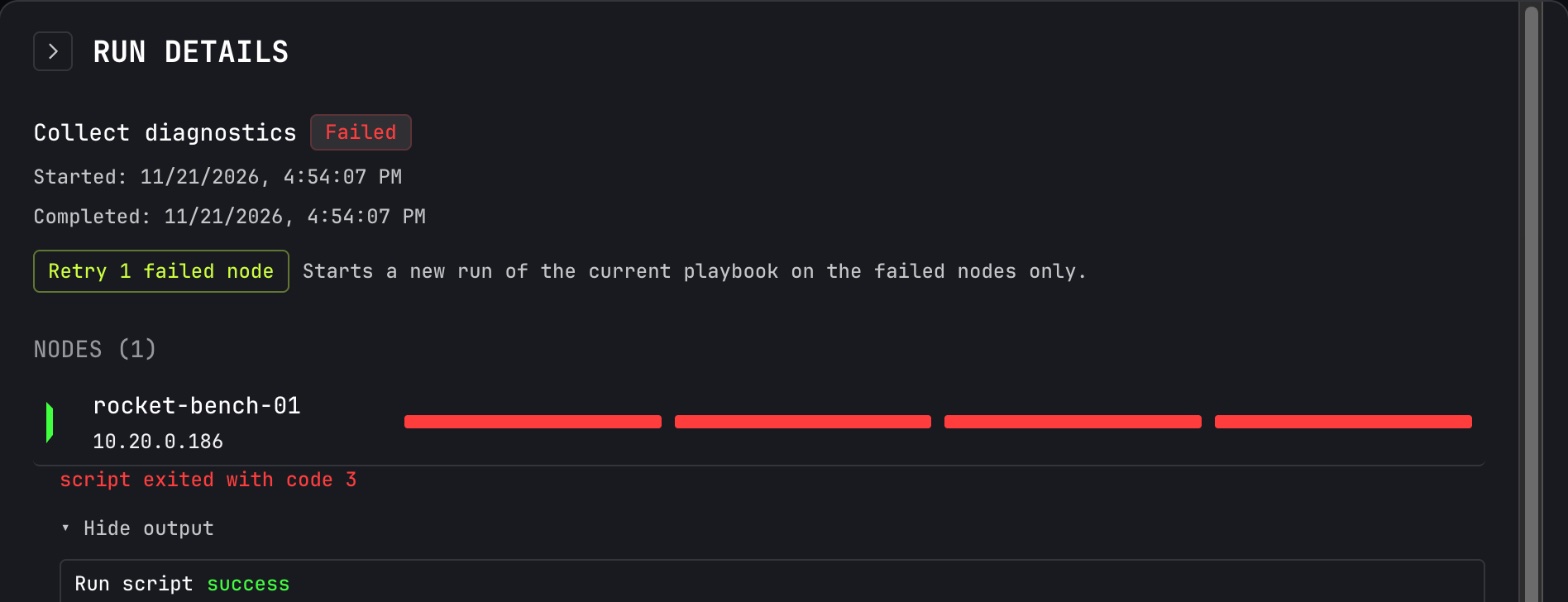 RUN DETAILS
Collect diagnostics Failed
Started: 11/21/2026, 4:54:07 PM
Completed: 11/21/2026, 4:54:07 PM
Retry 1 failed node Starts a new run of the current playbook on the failed nodes only.
NODES (1)
rocket-bench-01
10.20.0.186
script exited with code 3
▾ Hide output
Run script success